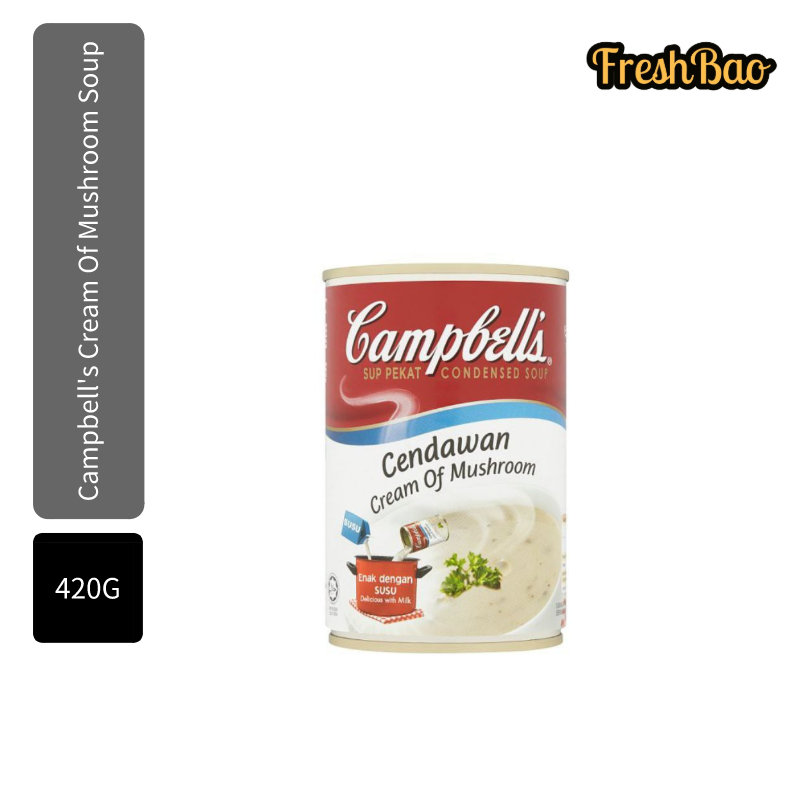 FreshBao
Campbell's Cream Of Mushroom Soup
420G
Campbell's®
SUP PEKAT CONDENSED SOUP
Cendawan
Cream Of Mushroom
SUSU
Campbell's
Enak dengan
SUSU
Delicious with Milk